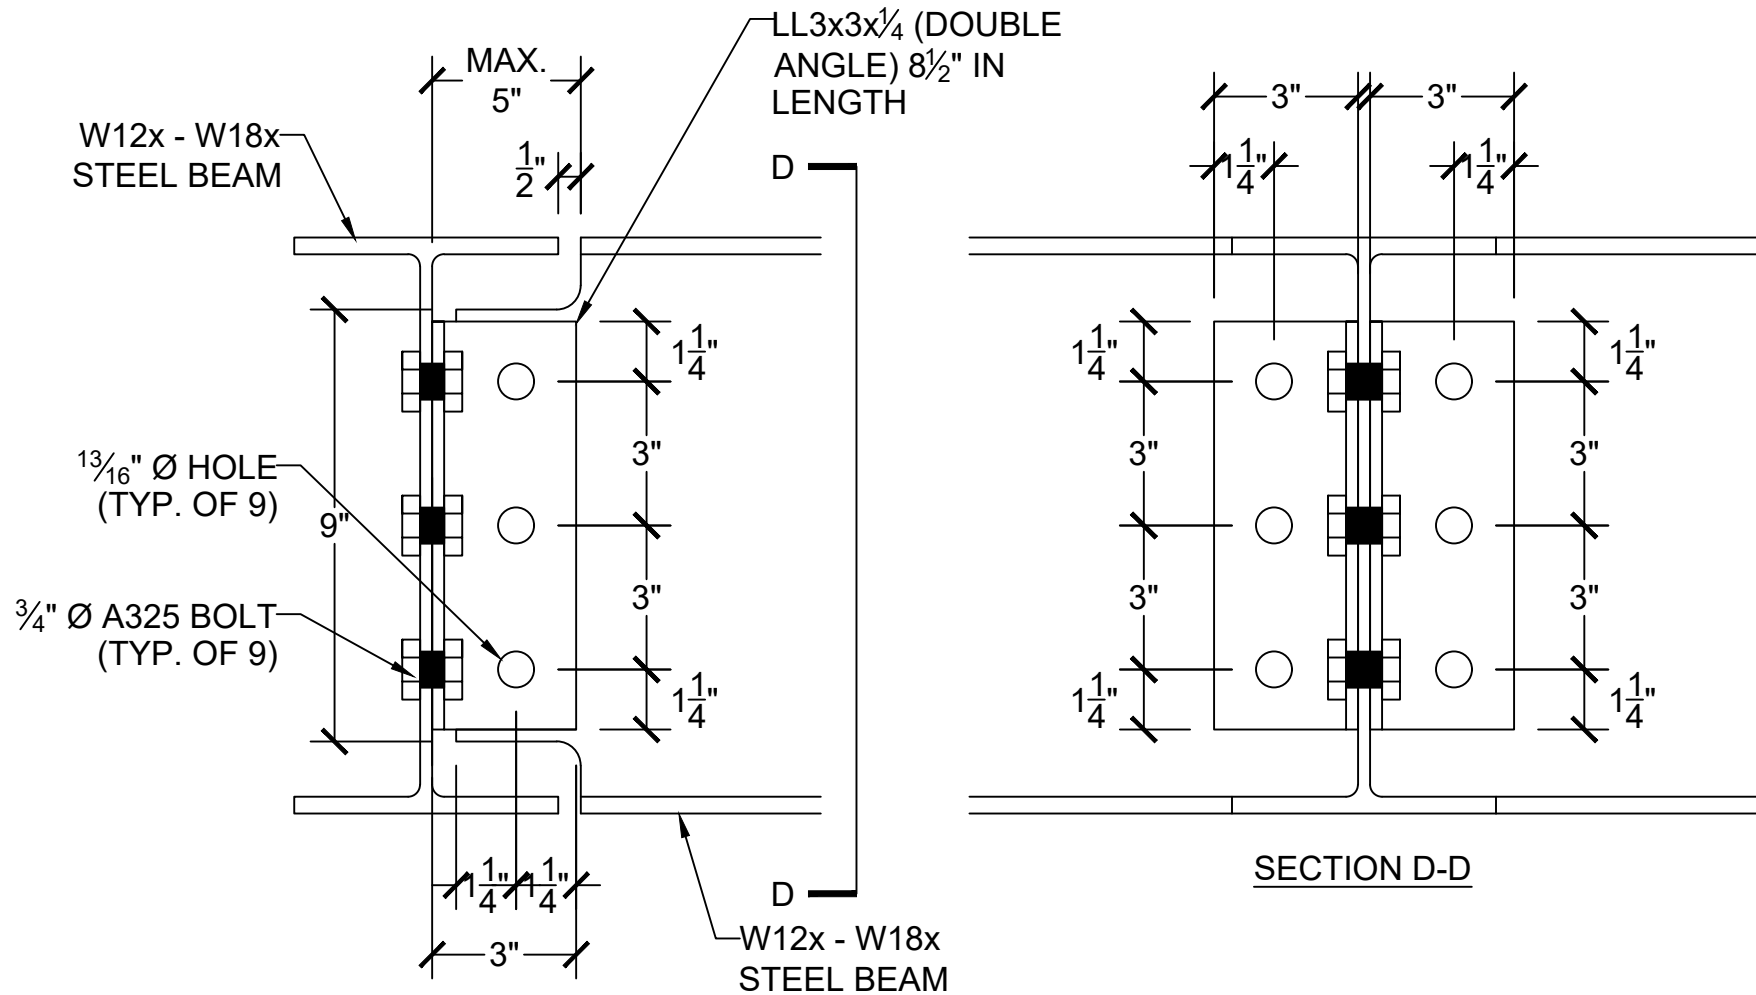 LL3x3x¼ (DOUBLE
ANGLE) 8½" IN
LENGTH
MAX.
5"
½"
W12x - W18x
STEEL BEAM
D
3"
3"
1¼"
1¼"
1¼"
3"
3"
1¼"
9"
¹³⁄₁₆" Ø HOLE
(TYP. OF 9)
¾" Ø A325 BOLT
(TYP. OF 9)
1¼"
3"
3"
1¼"
1¼"
3"
3"
1¼"
1¼"
1¼"
3"
D
W12x - W18x
STEEL BEAM
SECTION D-D